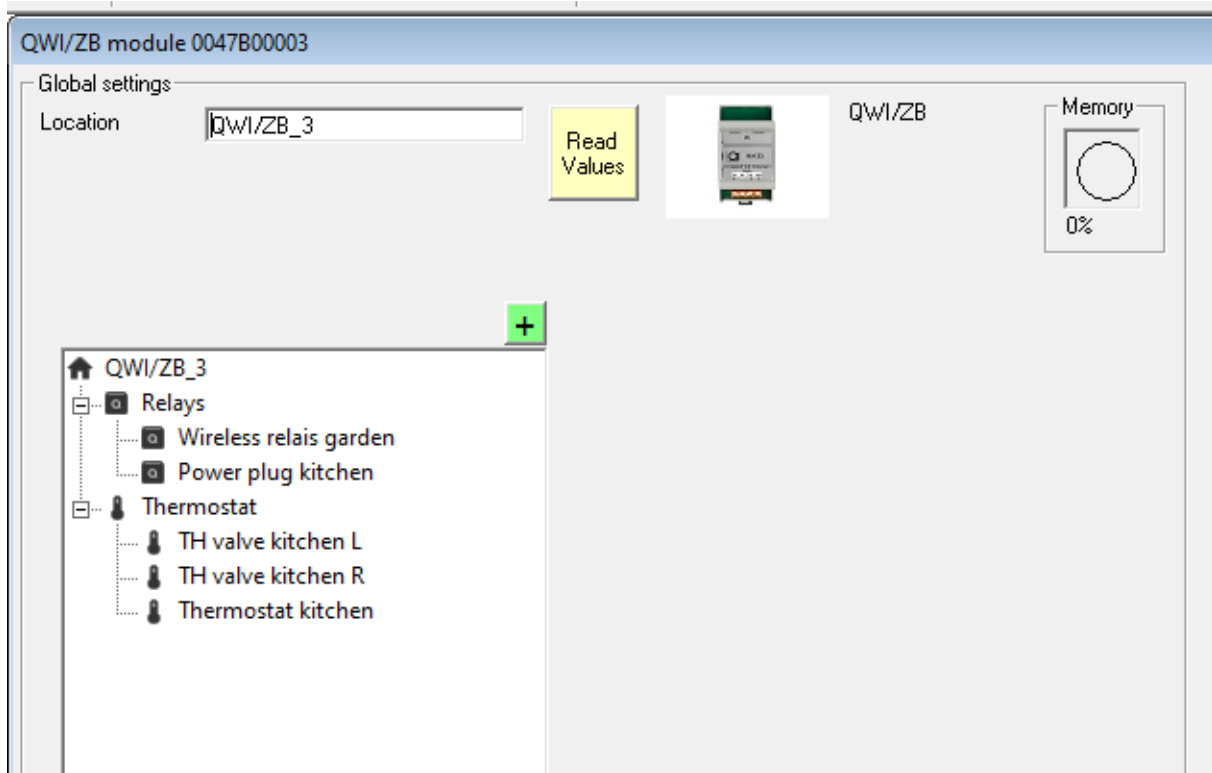 QWI/ZB module 0047B00003
Global settings
Location
QWI/ZB_3
Read
Values
QWI/ZB
Memory
0%
+
QWI/ZB_3
Relays
Wireless relais garden
Power plug kitchen
Thermostat
TH valve kitchen L
TH valve kitchen R
Thermostat kitchen